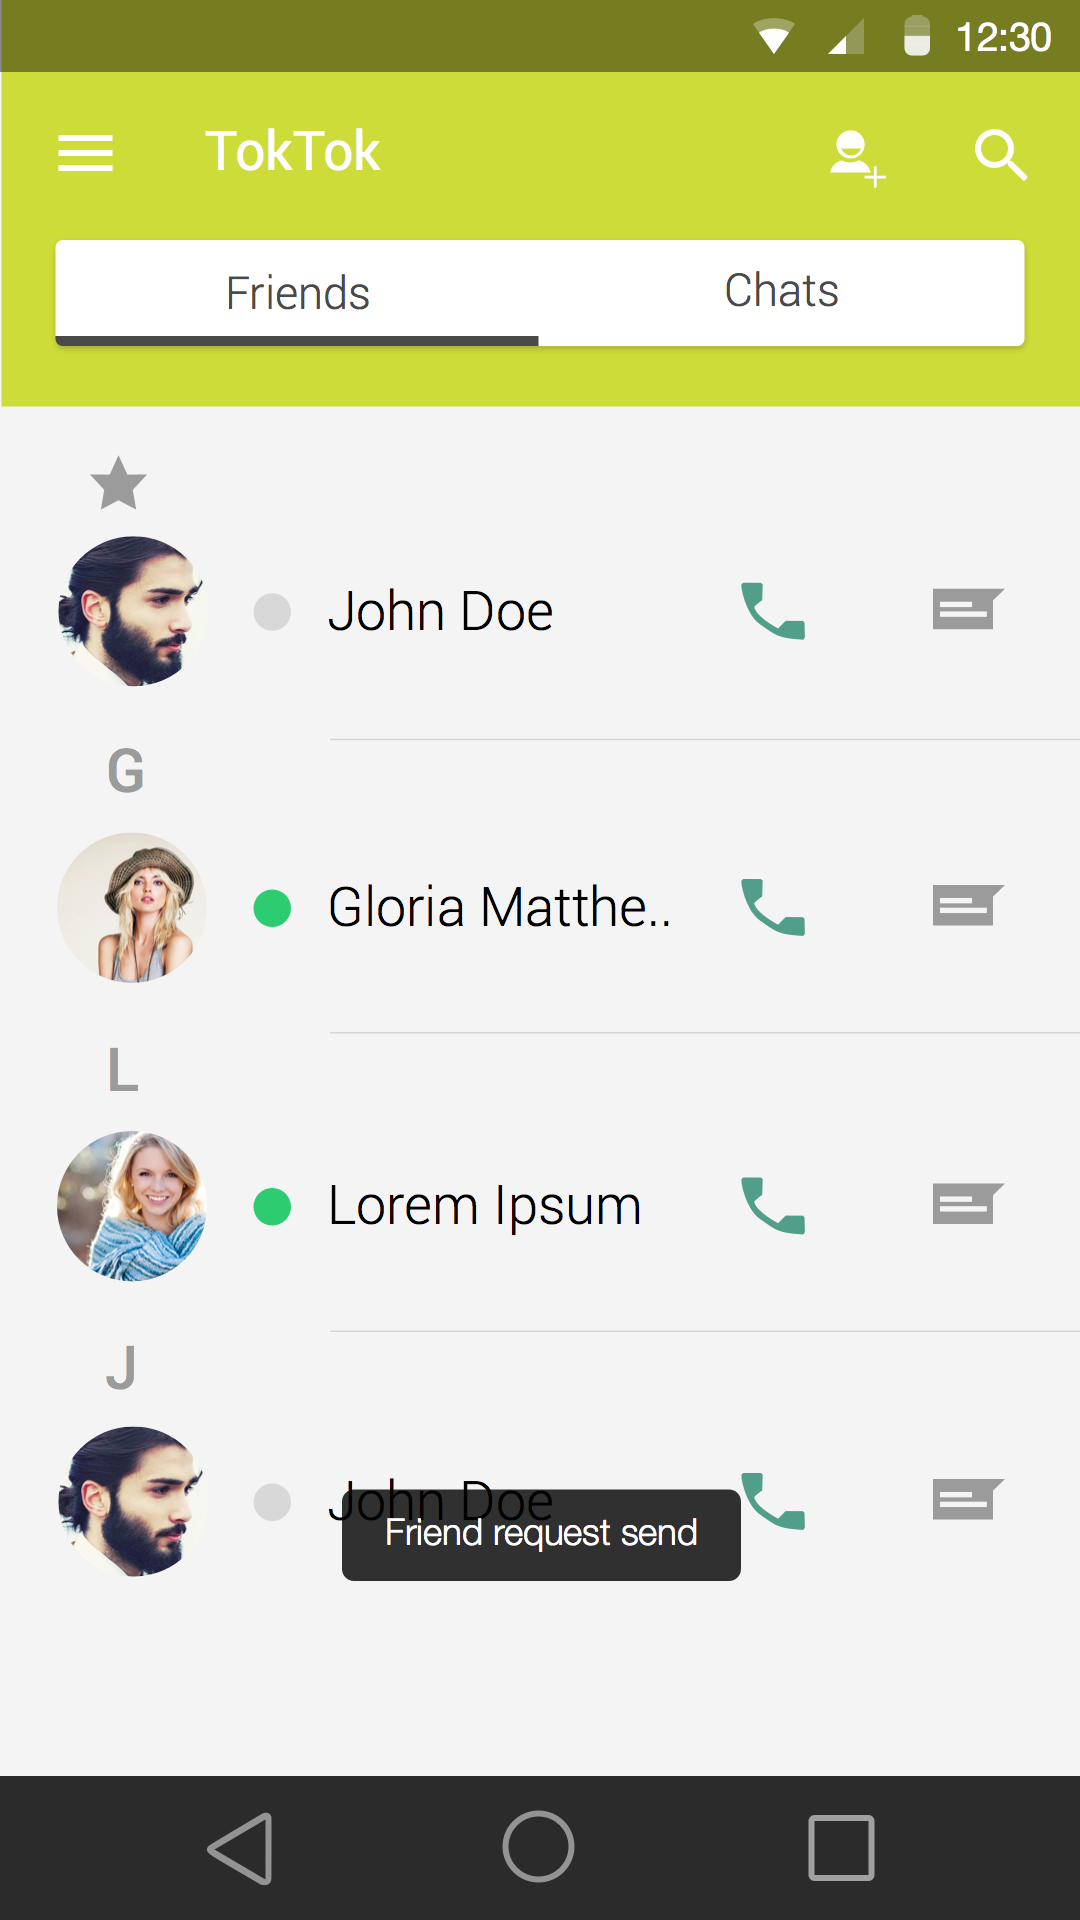 12:30
TokTok
Friends
Chats
John Doe
G
Gloria Matthe..
L
Lorem Ipsum
J
John Doe
Friend request send